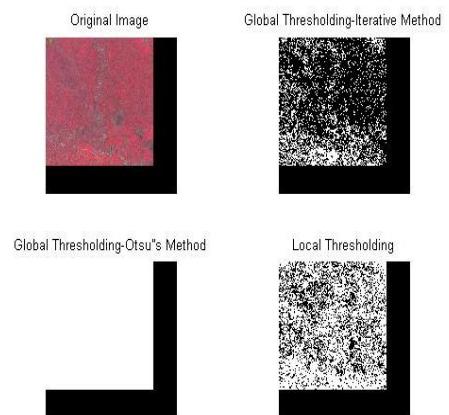 Original Image
Global Thresholding-Iterative Method
Global Thresholding-Otsu"s Method
Local Thresholding